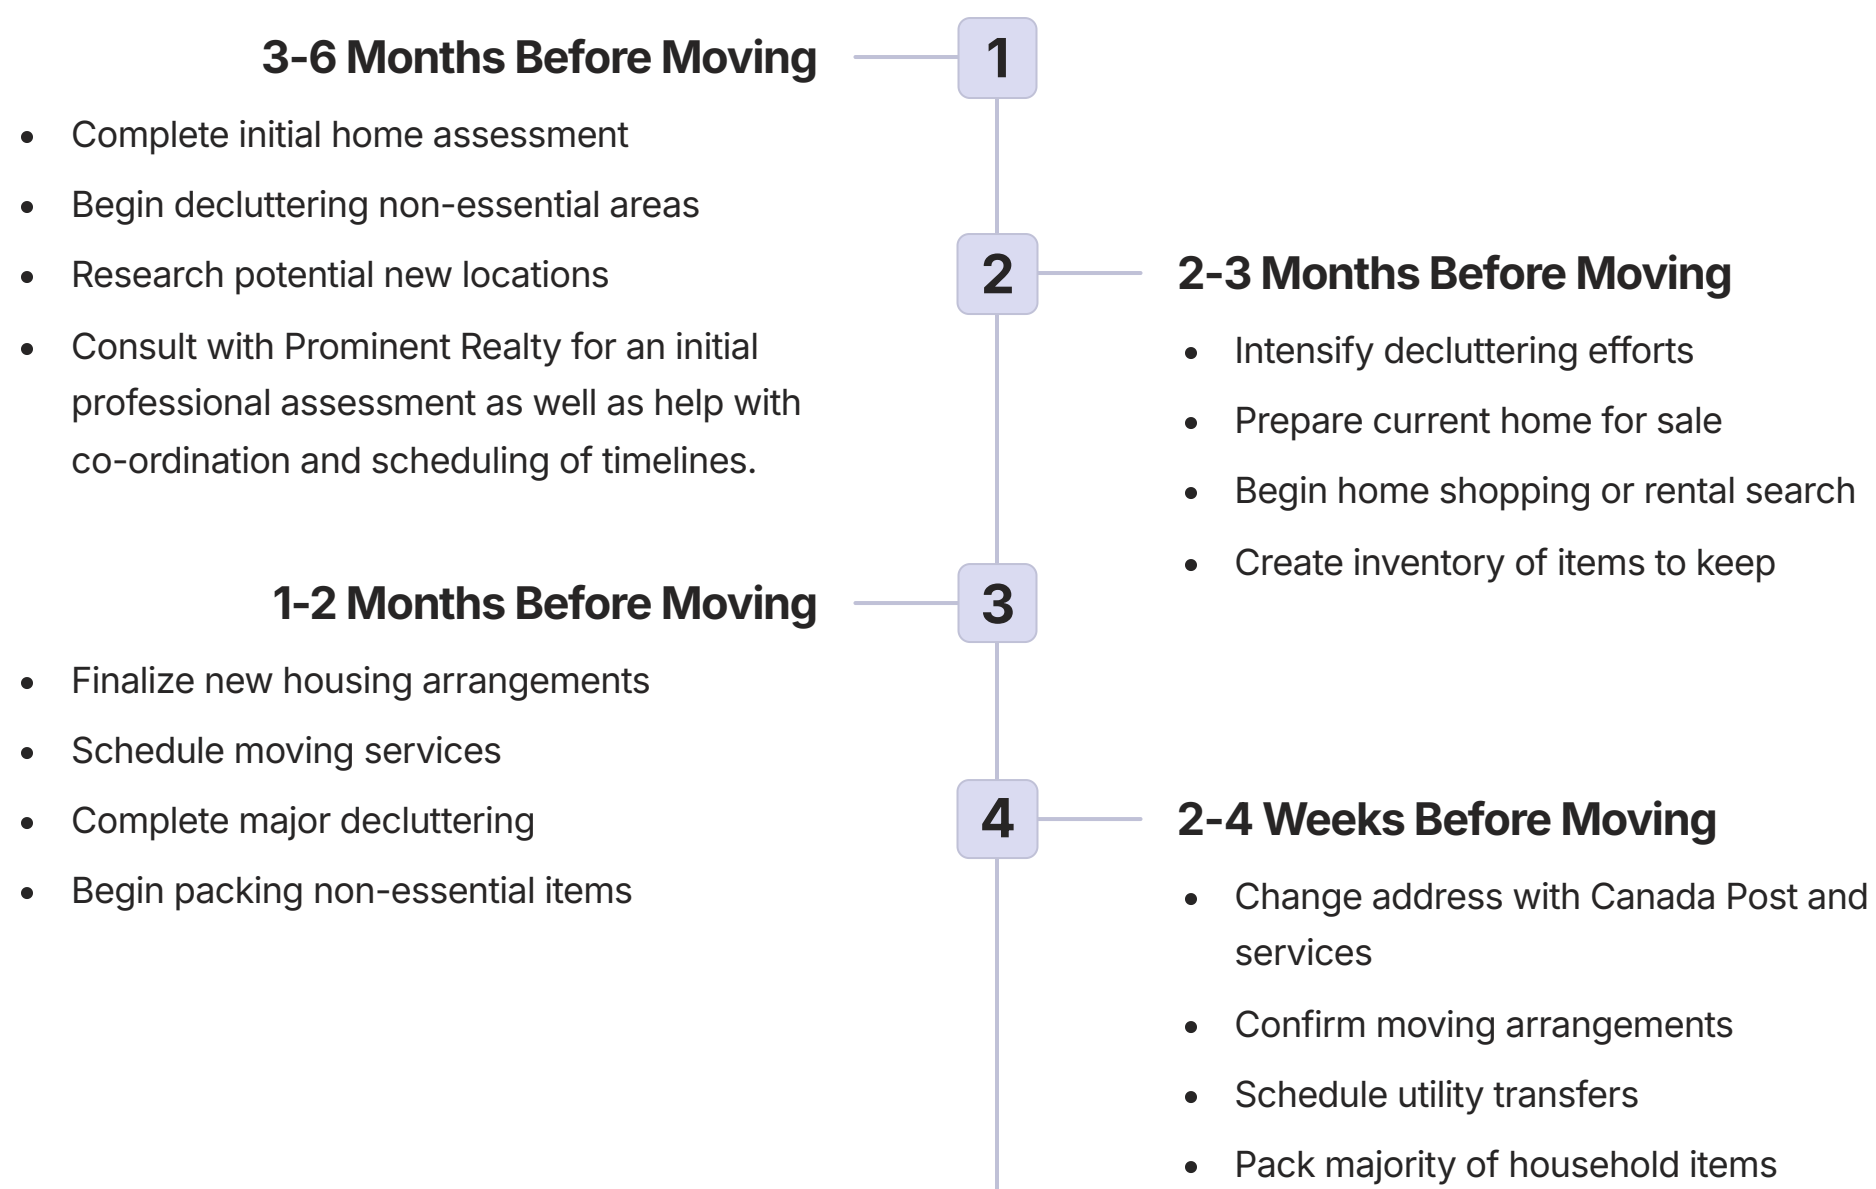 3-6 Months Before Moving
1
• Complete initial home assessment
• Begin decluttering non-essential areas
• Research potential new locations
• Consult with Prominent Realty for an initial
professional assessment as well as help with
co-ordination and scheduling of timelines.
2
2-3 Months Before Moving
• Intensify decluttering efforts
• Prepare current home for sale
• Begin home shopping or rental search
• Create inventory of items to keep
1-2 Months Before Moving
3
• Finalize new housing arrangements
• Schedule moving services
• Complete major decluttering
• Begin packing non-essential items
4
2-4 Weeks Before Moving
• Change address with Canada Post and
services
• Confirm moving arrangements
• Schedule utility transfers
• Pack majority of household items